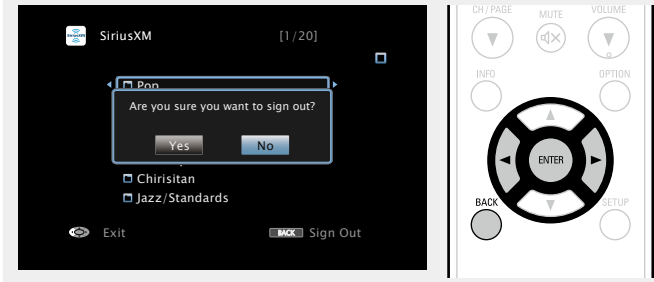 SiriusXM [1/20]
Pop
Are you sure you want to sign out?
Yes No
Chirisitan
Jazz/Standards
Exit BACK Sign Out
CH/PAGE MUTE VOLUME
INFO OPTION
ENTER
BACK SETUP